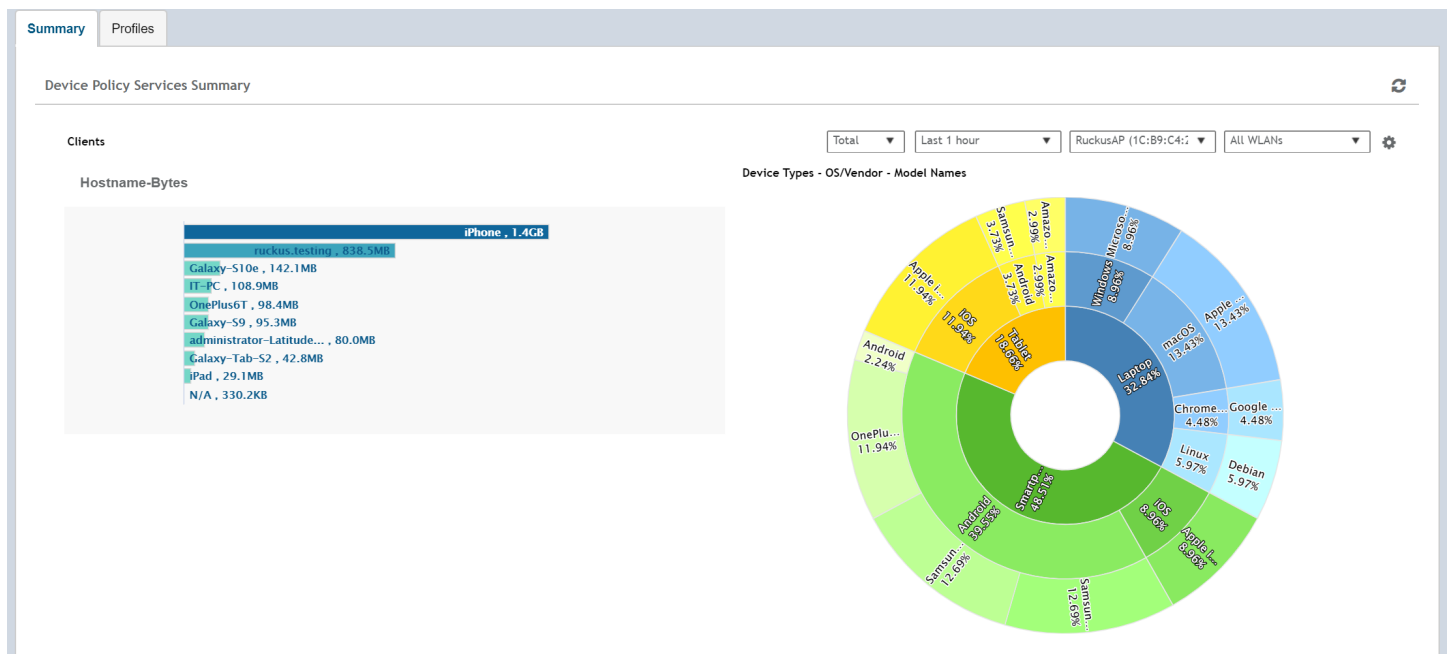 Summary
Profiles
Device Policy Services Summary
Clients
Total
Last 1 hour
RuckusAP (1C:B9:C4:2
All WLANs
Hostname-Bytes
iPhone , 1.4GB
ruckus.testing , 838.5MB
Galaxy-S10e , 142.1MB
IT-PC , 108.9MB
OnePlus6T , 98.4MB
Galaxy-S9 , 95.3MB
administrator-Latitude... , 80.0MB
Galaxy-Tab-S2 , 42.8MB
iPad , 29.1MB
N/A , 330.2KB
Device Types - OS/Vendor - Model Names
Laptop
32.84%
Smartp...
48.51%
Tablet
18.66%
Windows
8.96%
macOS
13.43%
Chrome...
4.48%
Linux
5.97%
iOS
8.96%
Android
39.55%
iOS
11.94%
Android
3.73%
Amazo...
2.99%
Microso...
8.96%
Apple ...
13.43%
Google ...
4.48%
Debian
5.97%
Apple i...
8.96%
Samsun...
12.69%
Samsun...
12.69%
OnePlu...
11.94%
Android
2.24%
Apple i...
11.94%
Samsun...
3.73%
Amazo...
2.99%